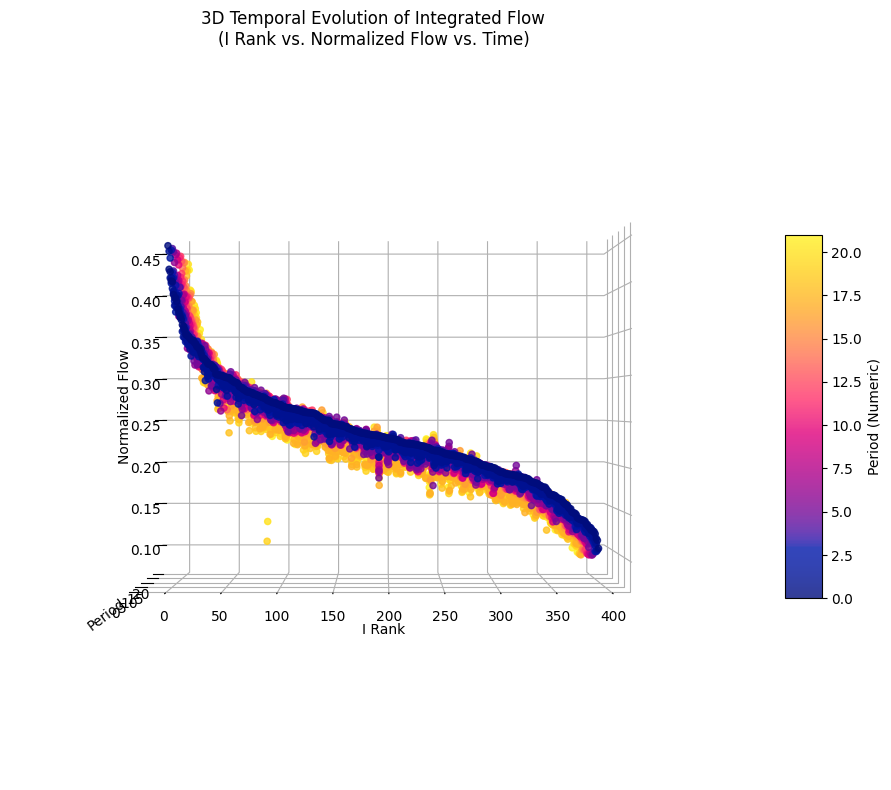 3D Temporal Evolution of Integrated Flow
(I Rank vs. Normalized Flow vs. Time)
0.45
0.40
0.35
0.30
0.25
0.20
0.15
0.10
Normalized Flow
Period
0 50 100 150 200 250 300 350 400
I Rank
20.0
17.5
15.0
12.5
10.0
7.5
5.0
2.5
0.0
Period (Numeric)